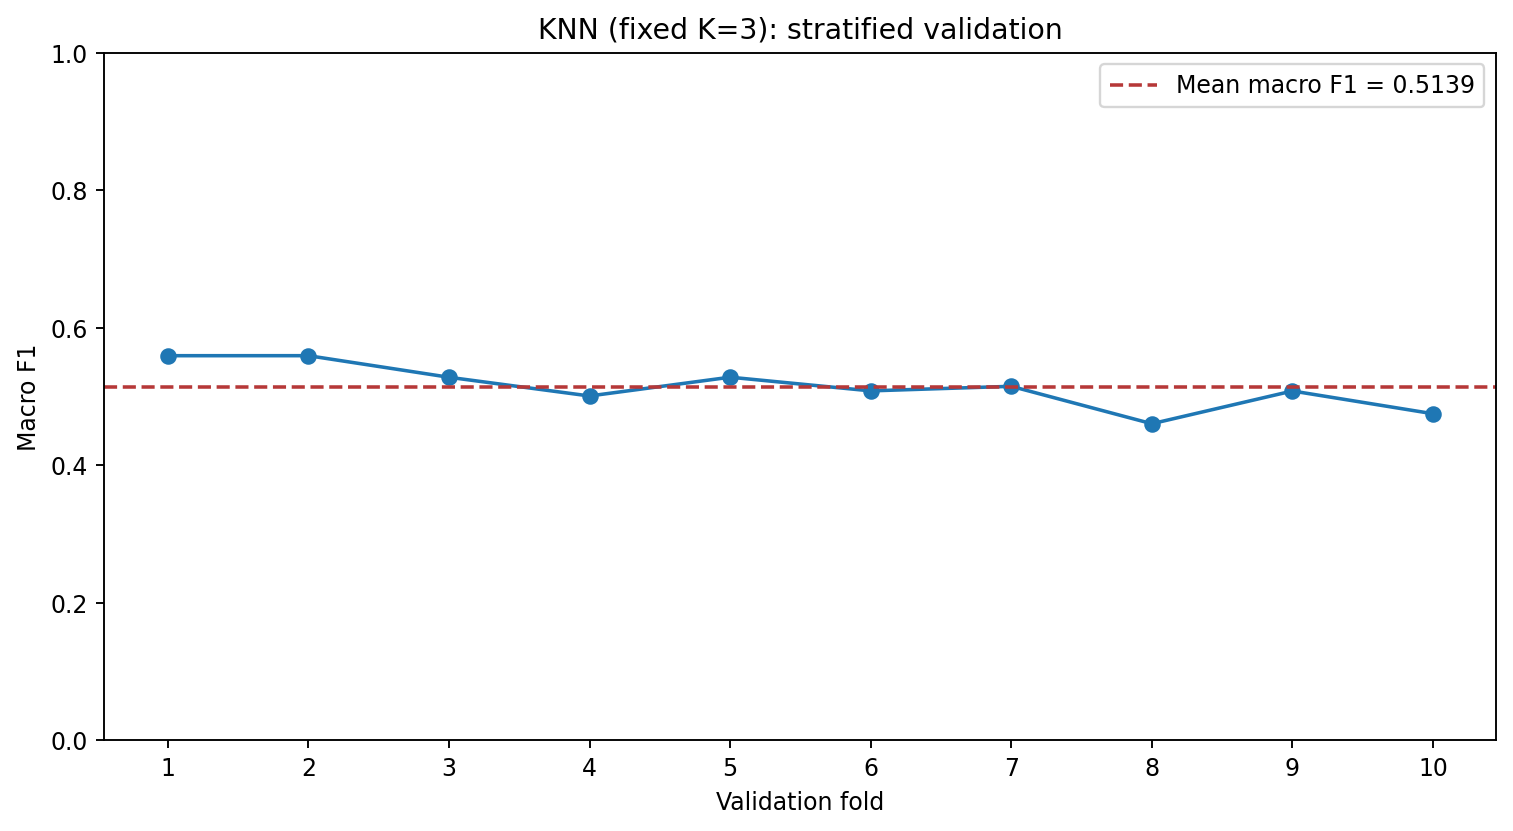 KNN (fixed K=3): stratified validation
Mean macro F1 = 0.5139
Macro F1
1.0
0.8
0.6
0.4
0.2
0.0
1 2 3 4 5 6 7 8 9 10
Validation fold